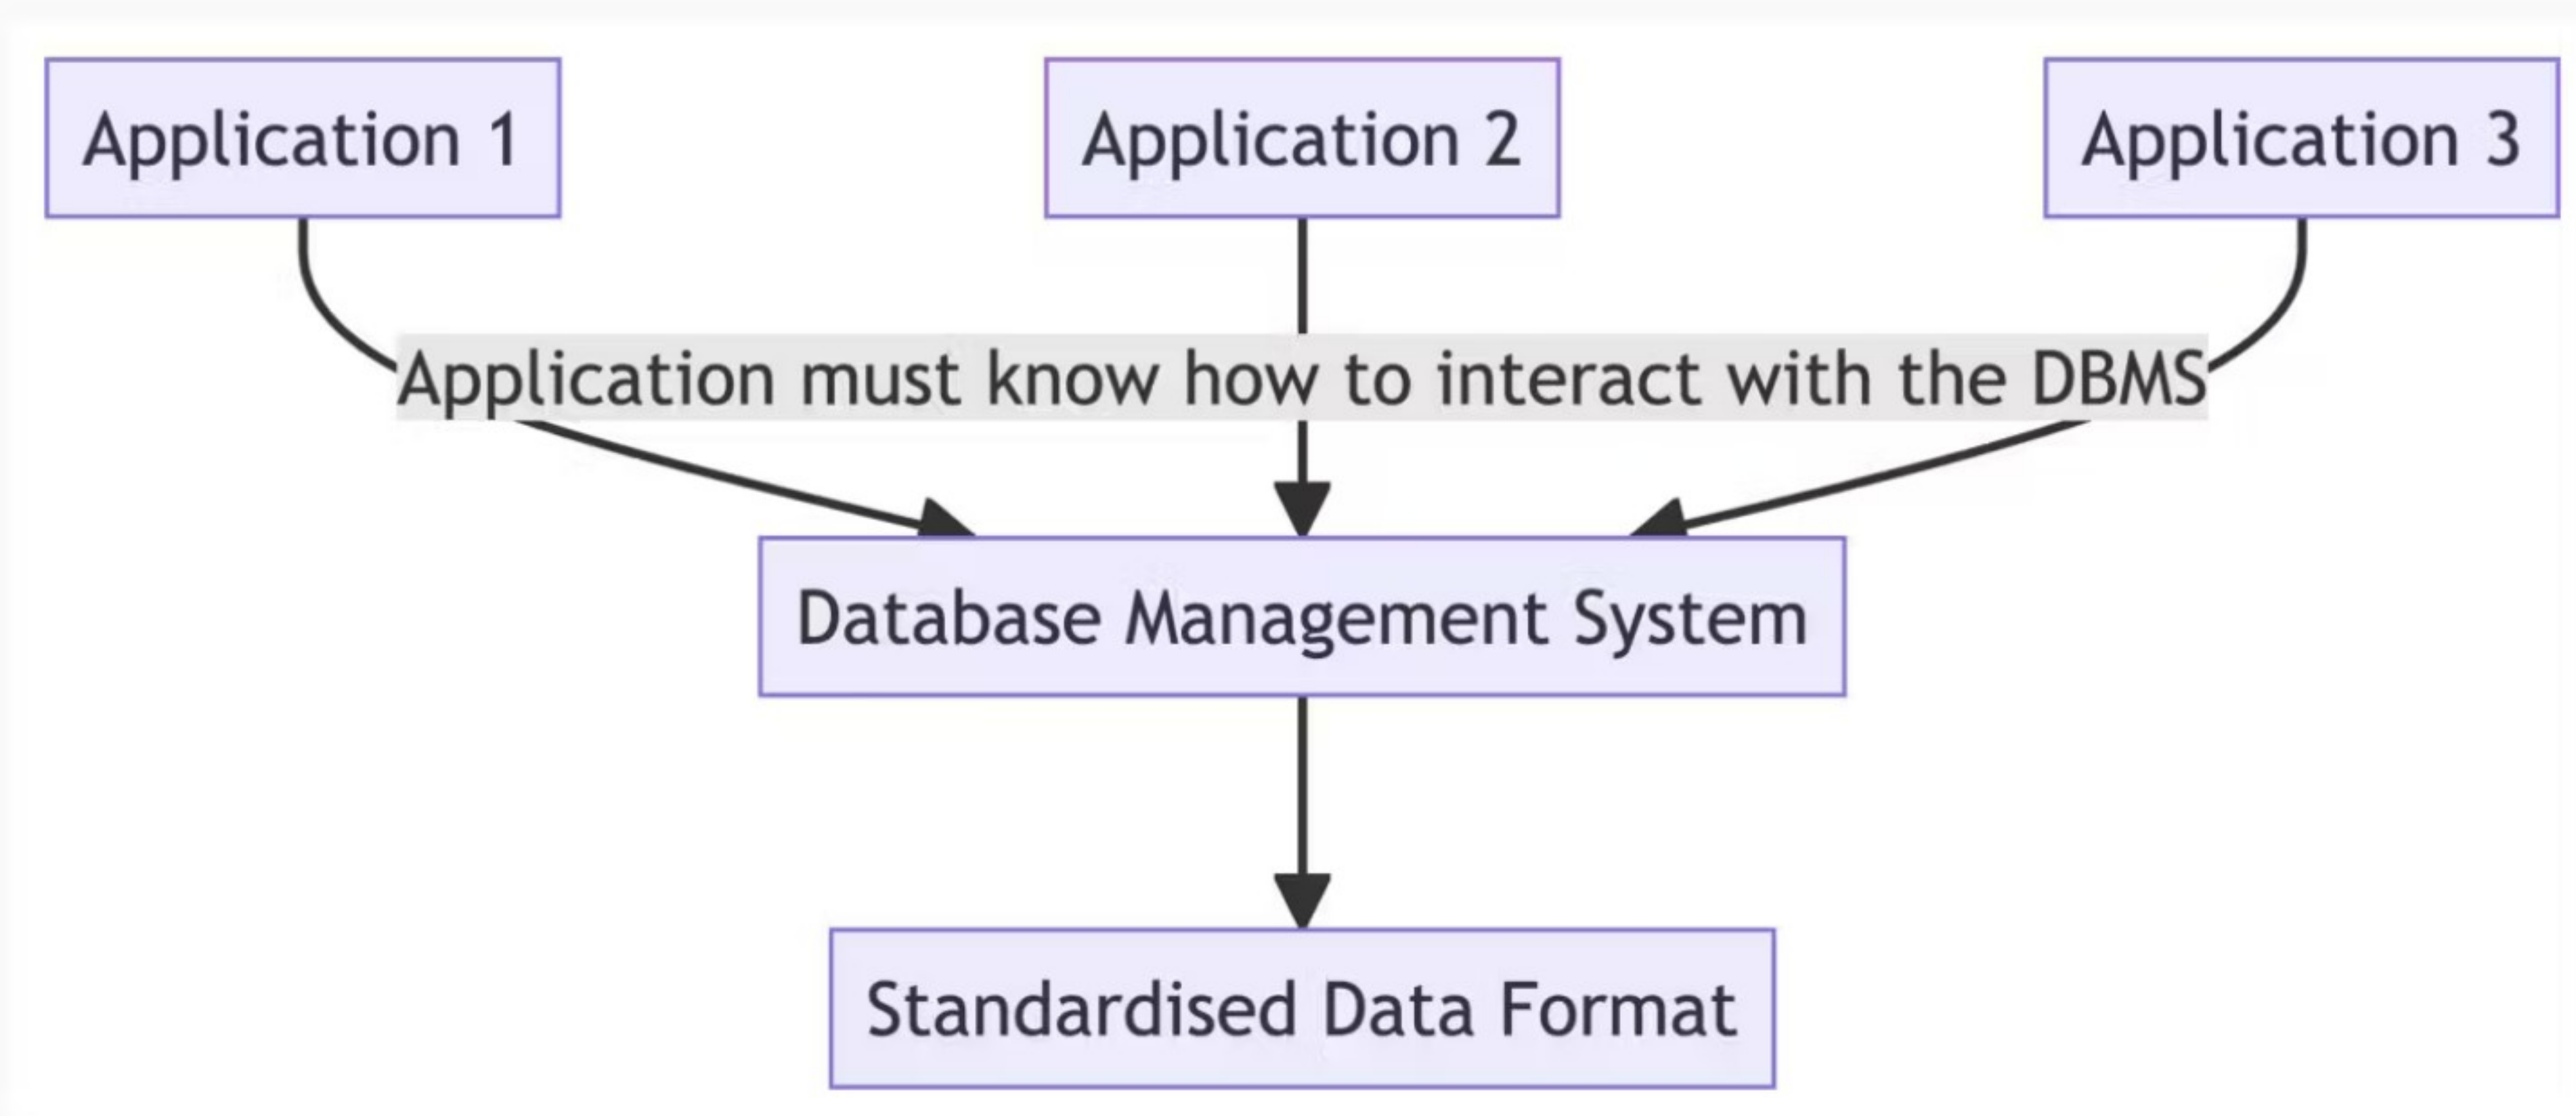 Application 1
Application 2
Application 3
Application must know how to interact with the DBMS
Database Management System
Standardised Data Format